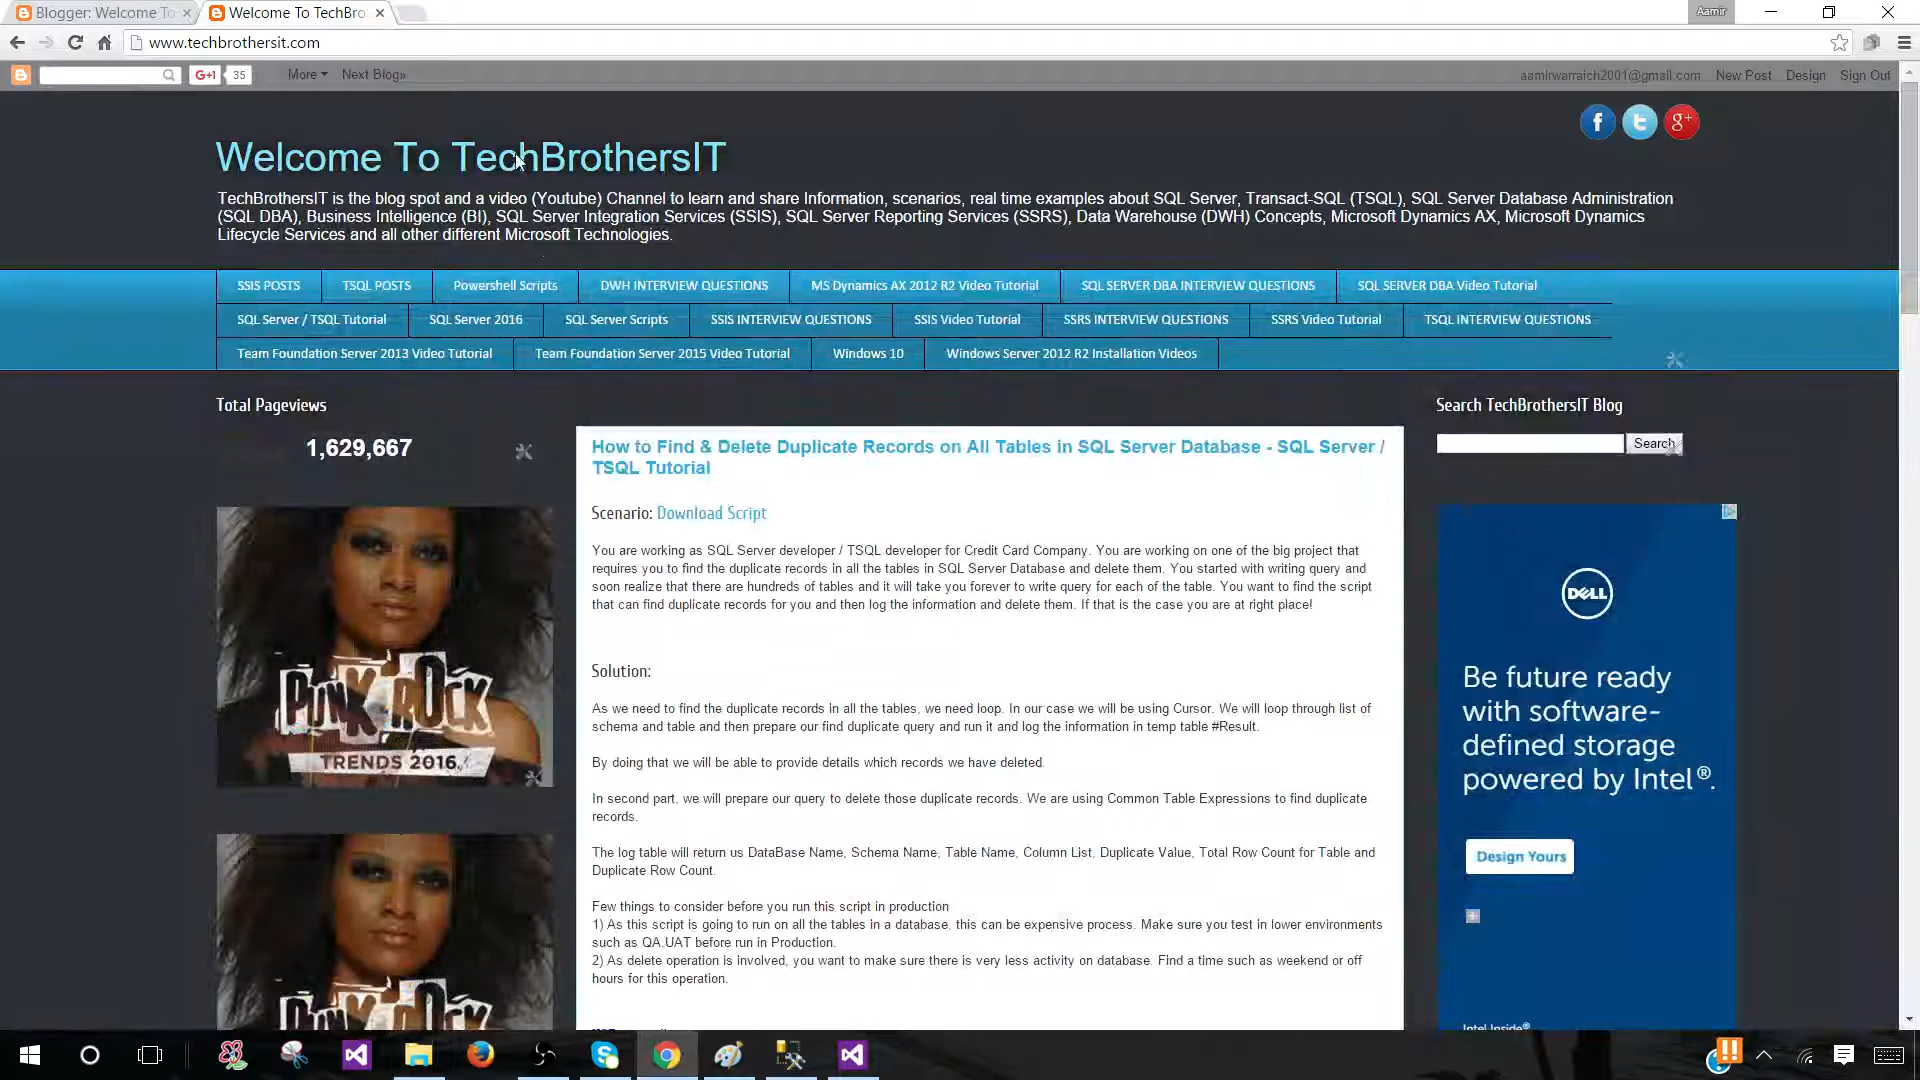 Blogger: Welcome To
Welcome To TechBro
Aamir
www.techbrothersit.com
G+1
35
More
Next Blog»
aamirwarraich2001@gmail.com
New Post
Design
Sign Out
Welcome To TechBrothersIT
TechBrothersIT is the blog spot and a video (Youtube) Channel to learn and share Information, scenarios, real time examples about SQL Server, Transact-SQL (TSQL), SQL Server Database Administration
(SQL DBA), Business Intelligence (BI), SQL Server Integration Services (SSIS), SQL Server Reporting Services (SSRS), Data Warehouse (DWH) Concepts, Microsoft Dynamics AX, Microsoft Dynamics
Lifecycle Services and all other different Microsoft Technologies.
SSIS POSTS
TSQL POSTS
Powershell Scripts
DWH INTERVIEW QUESTIONS
MS Dynamics AX 2012 R2 Video Tutorial
SQL SERVER DBA INTERVIEW QUESTIONS
SQL SERVER DBA Video Tutorial
SQL Server / TSQL Tutorial
SQL Server 2016
SQL Server Scripts
SSIS INTERVIEW QUESTIONS
SSIS Video Tutorial
SSRS INTERVIEW QUESTIONS
SSRS Video Tutorial
TSQL INTERVIEW QUESTIONS
Team Foundation Server 2013 Video Tutorial
Team Foundation Server 2015 Video Tutorial
Windows 10
Windows Server 2012 R2 Installation Videos
Total Pageviews
1,629,667
PUNK ROCK
TRENDS 2016
PUNK ROCK
How to Find & Delete Duplicate Records on All Tables in SQL Server Database - SQL Server /
TSQL Tutorial
Scenario: Download Script
You are working as SQL Server developer / TSQL developer for Credit Card Company. You are working on one of the big project that
requires you to find the duplicate records in all the tables in SQL Server Database and delete them. You started with writing query and
soon realize that there are hundreds of tables and it will take you forever to write query for each of the table. You want to find the script
that can find duplicate records for you and then log the information and delete them. If that is the case you are at right place!
Solution:
As we need to find the duplicate records in all the tables, we need loop. In our case we will be using Cursor. We will loop through list of
schema and table and then prepare our find duplicate query and run it and log the information in temp table #Result.
By doing that we will be able to provide details which records we have deleted.
In second part, we will prepare our query to delete those duplicate records. We are using Common Table Expressions to find duplicate
records.
The log table will return us DataBase Name, Schema Name, Table Name, Column List, Duplicate Value, Total Row Count for Table and
Duplicate Row Count.
Few things to consider before you run this script in production
1) As this script is going to run on all the tables in a database, this can be expensive process. Make sure you test in lower environments
such as QA,UAT before run in Production.
2) As delete operation is involved, you want to make sure there is very less activity on database. Find a time such as weekend or off
hours for this operation.
Search TechBrothersIT Blog
Search
DELL
Be future ready
with software-
defined storage
powered by Intel®.
Design Yours
Intel Inside®